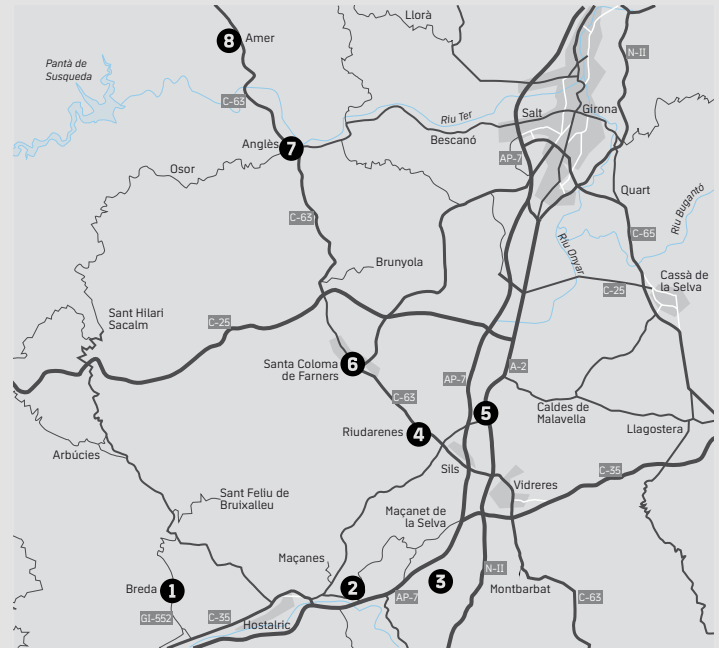 Llorà
8
Amer
N-II
Pantà de
Susqueda
C-63
Riu Ter
Salt
Girona
Anglès
7
Bescanó
AP-7
Osor
Quart
Riu Bugantó
C-63
C-65
Riu Onyar
Brunyola
Cassà de
la Selva
C-25
Sant Hilari
Sacalm
C-25
Santa Coloma
de Farners
6
A-2
AP-7
C-63
5
Caldes de
Malavella
Riudarenes
4
Llagostera
Arbúcies
Sils
C-35
Vidreres
Sant Feliu de
Bruixalleu
Maçanet de
la Selva
Maçanes
N-II
Breda
1
2
3
AP-7
Montbarbat
C-63
GI-552
C-35
Hostalric